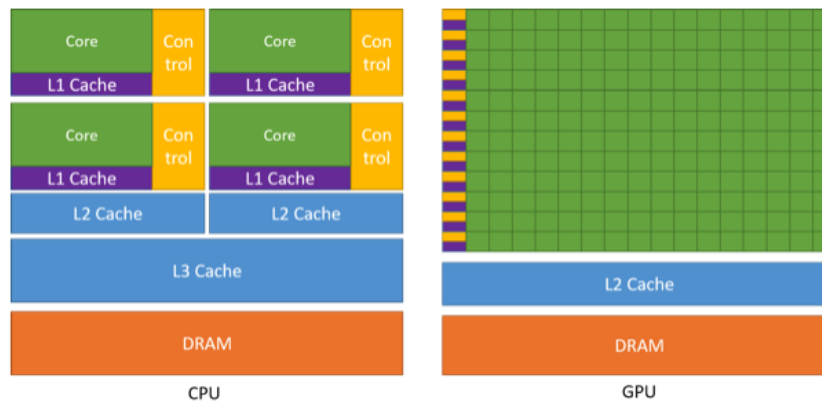 Core
Con
trol
L1 Cache
Core
Con
trol
L1 Cache
Core
Con
trol
L1 Cache
Core
Con
trol
L1 Cache
L2 Cache
L2 Cache
L3 Cache
DRAM
CPU
L2 Cache
DRAM
GPU